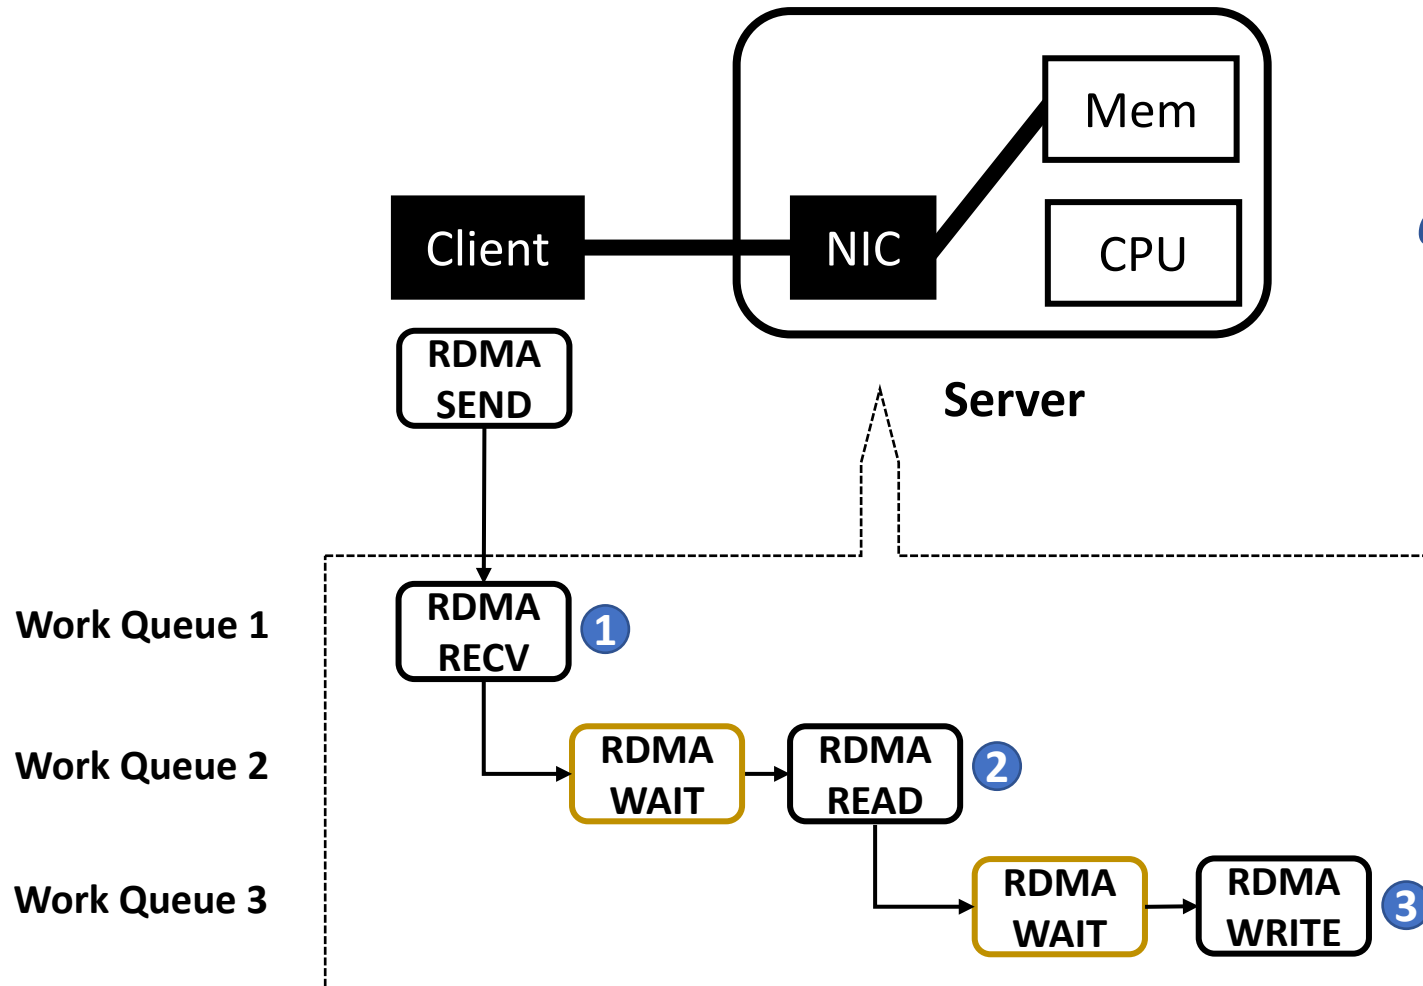 Mem
Client
NIC
CPU
RDMA
SEND
Server
Work Queue 1
RDMA
RECV
1
Work Queue 2
RDMA
WAIT
RDMA
READ
2
Work Queue 3
RDMA
WAIT
RDMA
WRITE
3